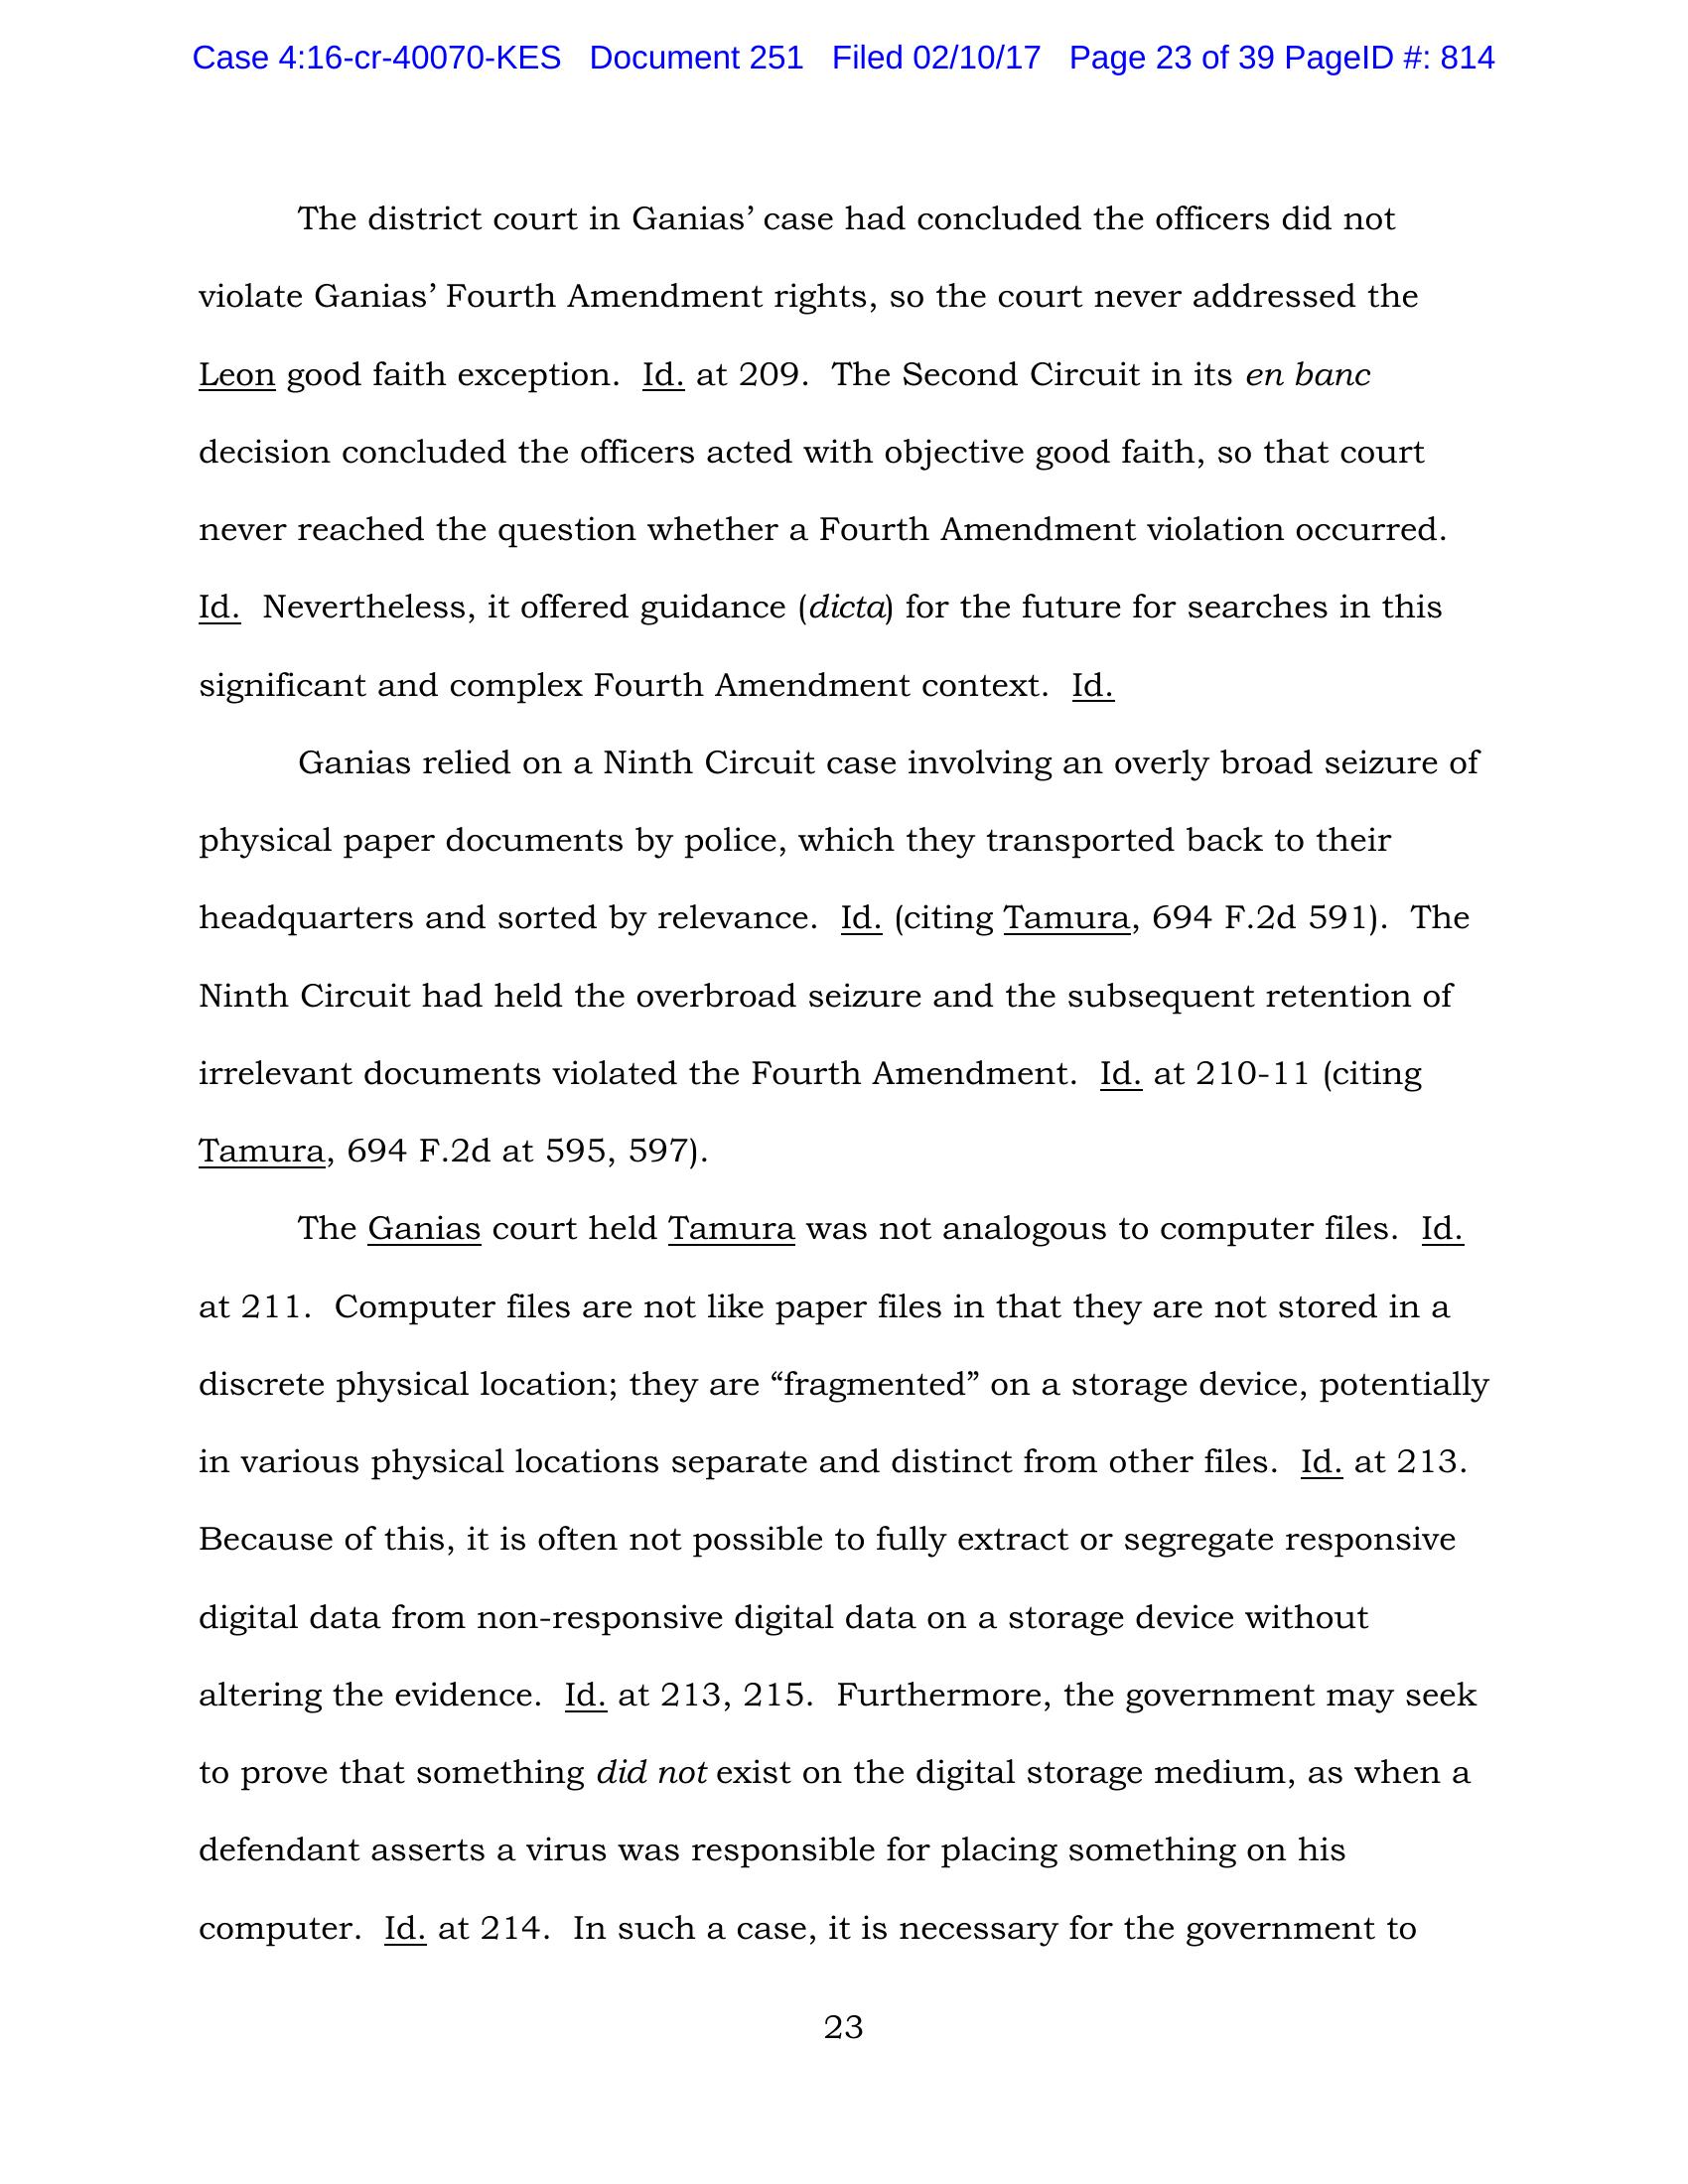 Case 4:16-cr-40070-KES Document 251 Filed 02/10/17 Page 23 of 39 PageID #: 814
The district court in Ganias’ case had concluded the officers did not
violate Ganias’ Fourth Amendment rights, so the court never addressed the
Leon good faith exception. Id. at 209. The Second Circuit in its en banc
decision concluded the officers acted with objective good faith, so that court
never reached the question whether a Fourth Amendment violation occurred.
Id. Nevertheless, it offered guidance (dicta) for the future for searches in this
significant and complex Fourth Amendment context. Id.
Ganias relied on a Ninth Circuit case involving an overly broad seizure of
physical paper documents by police, which they transported back to their
headquarters and sorted by relevance. Id. (citing Tamura, 694 F.2d 591). The
Ninth Circuit had held the overbroad seizure and the subsequent retention of
irrelevant documents violated the Fourth Amendment. Id. at 210-11 (citing
Tamura, 694 F.2d at 595, 597).
The Ganias court held Tamura was not analogous to computer files. Id.
at 211. Computer files are not like paper files in that they are not stored in a
discrete physical location; they are “fragmented” on a storage device, potentially
in various physical locations separate and distinct from other files. Id. at 213.
Because of this, it is often not possible to fully extract or segregate responsive
digital data from non-responsive digital data on a storage device without
altering the evidence. Id. at 213, 215. Furthermore, the government may seek
to prove that something did not exist on the digital storage medium, as when a
defendant asserts a virus was responsible for placing something on his
computer. Id. at 214. In such a case, it is necessary for the government to
23